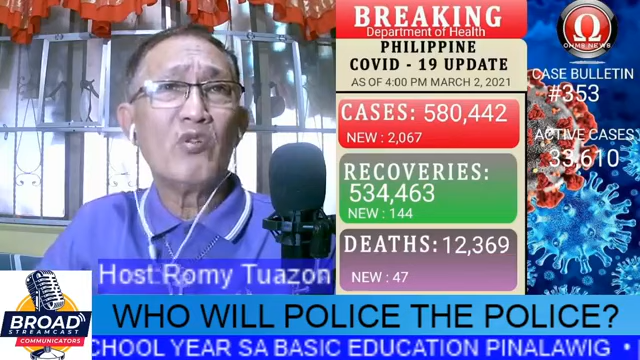 BREAKING
Department of Health
PHILIPPINE
COVID - 19 UPDATE
AS OF 4:00 PM MARCH 2, 2021
CASES: 580,442
NEW : 2,067
RECOVERIES:
534,463
NEW : 144
DEATHS: 12,369
NEW : 47
OHMS NEWS
CASE BULLETIN
#353
ACTIVE CASES
33,610
Host Romy Tuazon
BROAD
STREAMCAST
COMMUNICATORS
WHO WILL POLICE THE POLICE?
CHOOL YEAR SA BASIC EDUCATION PINALAWIG •